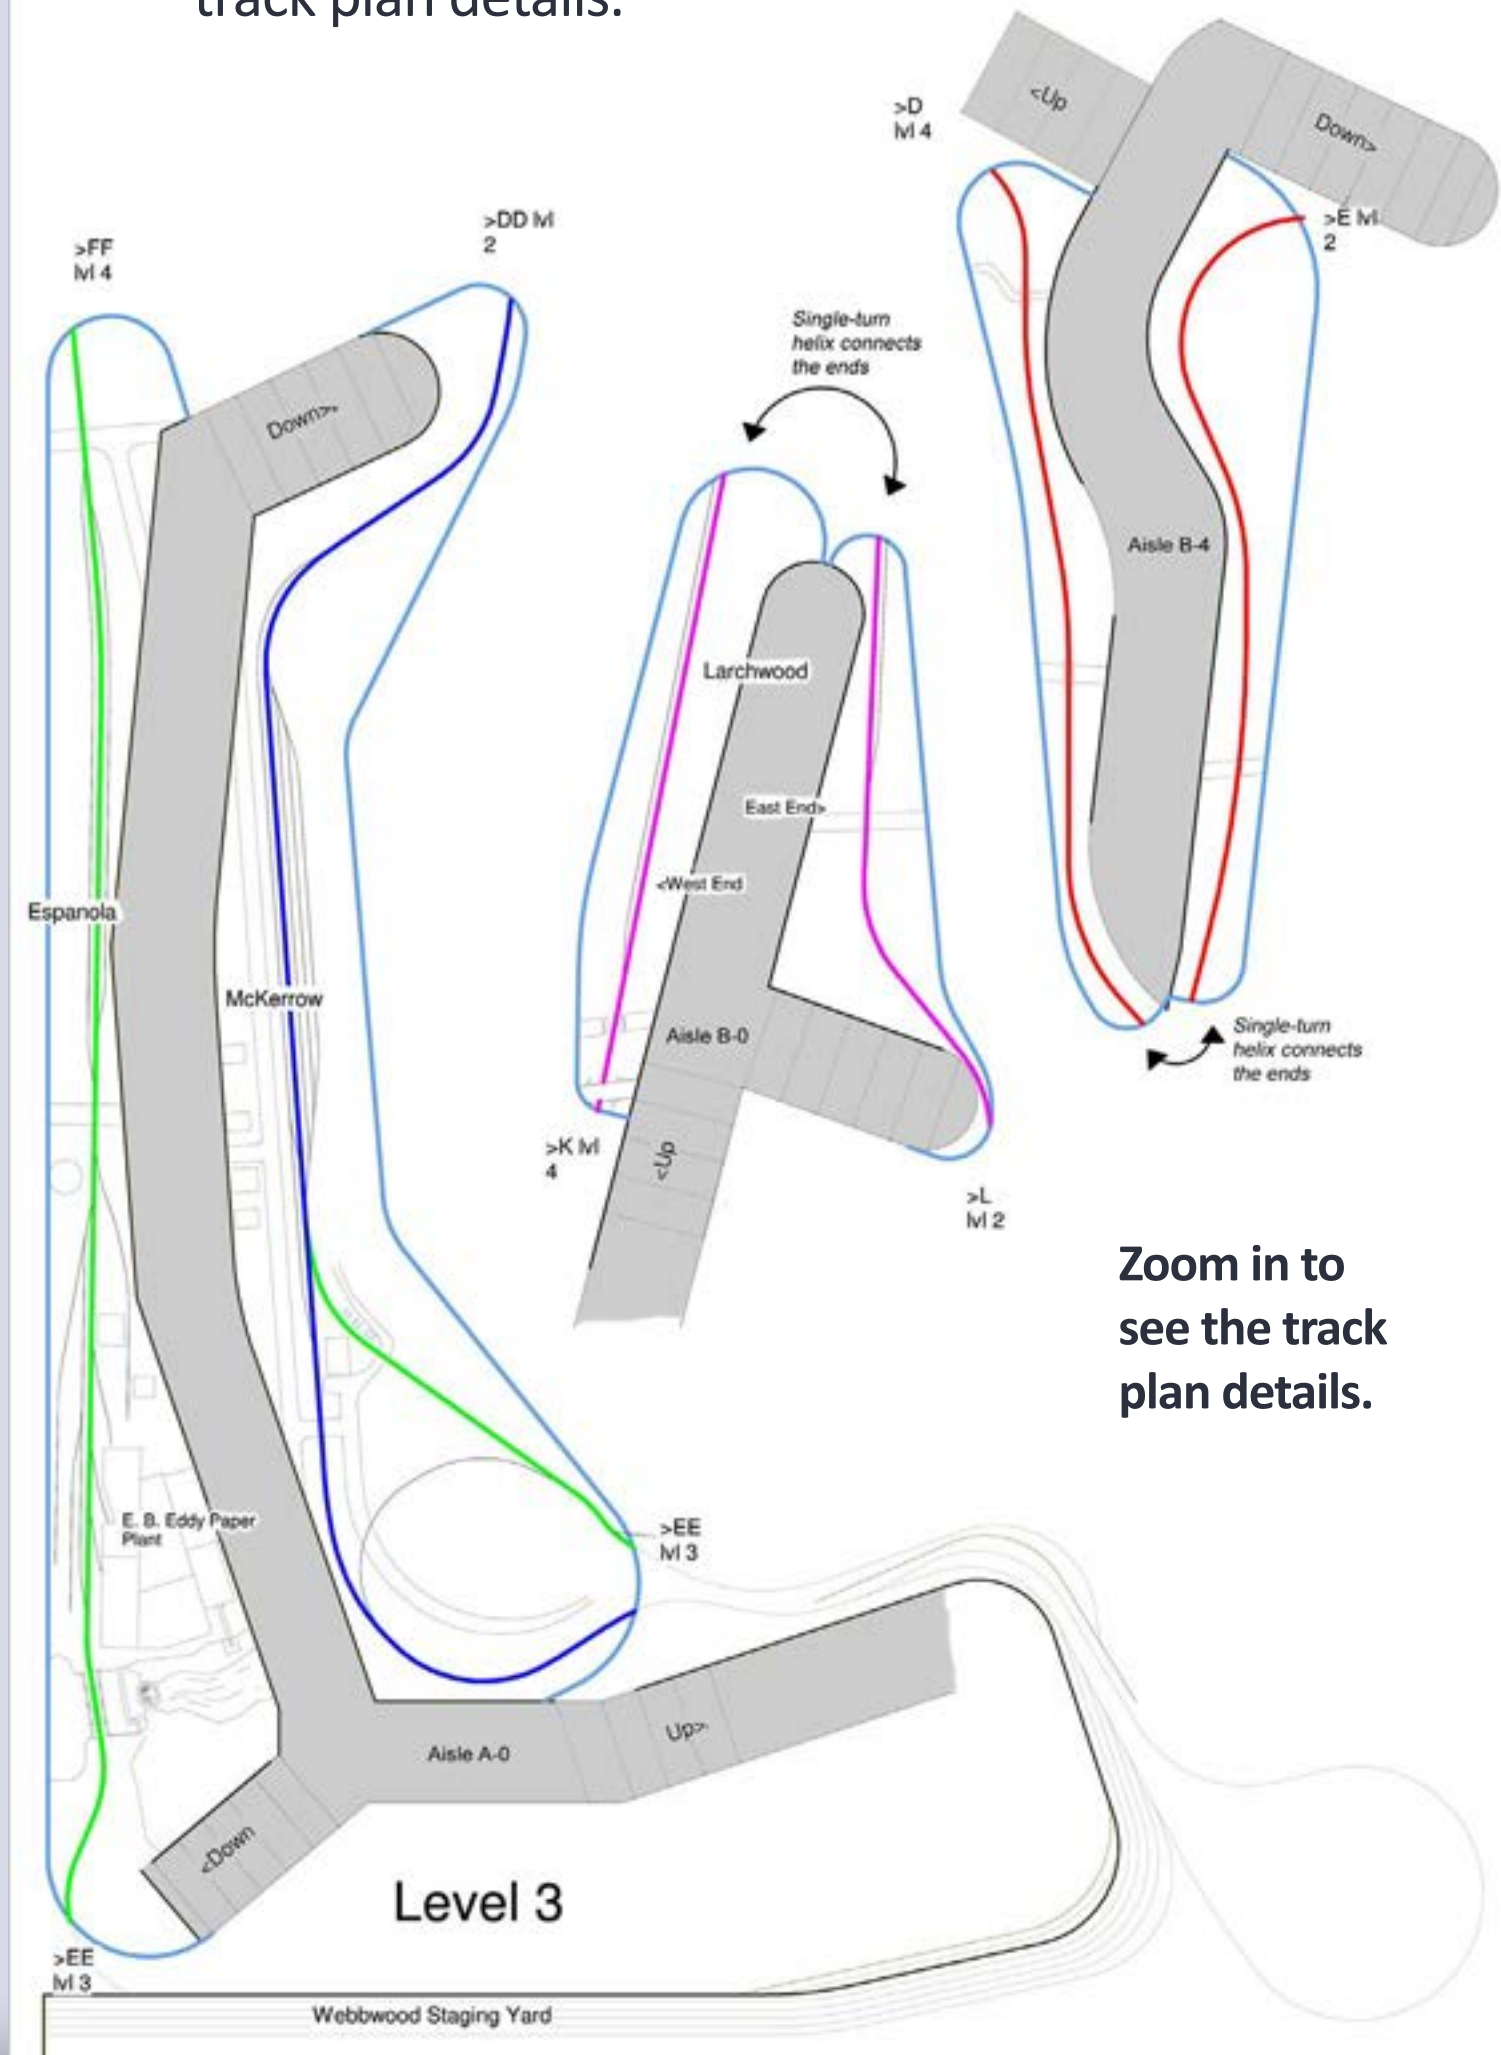 track plan details.
<Up
>D
lvl 4
Down>
>E lvl
2
>DD lvl
2
>FF
lvl 4
Single-turn
helix connects
the ends
Down>
Aisle B-4
Larchwood
East End>
<West End
Espanola
McKerrow
Aisle B-0
Single-turn
helix connects
the ends
>K lvl
4
<Up
>L
lvl 2
Zoom in to
see the track
plan details.
E. B. Eddy Paper
Plant
>EE
lvl 3
Up>
Aisle A-0
<Down
Level 3
>EE
lvl 3
Webbwood Staging Yard